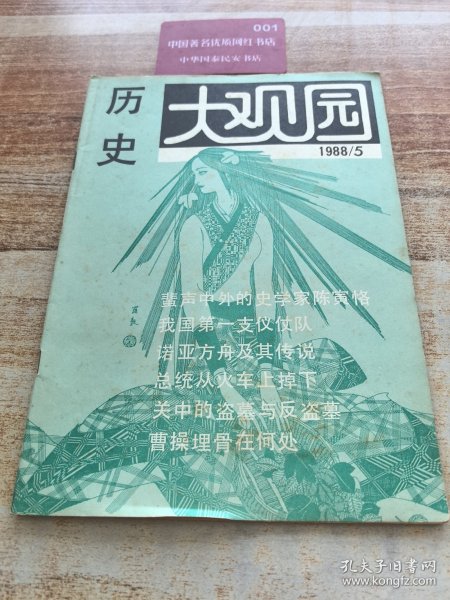 001
中国著名优质网红书店
中华国泰民安书店
历史
大观园
1988/5
蜚声中外的史学家陈寅恪
我国第一支仪仗队
诺亚方舟及其传说
总统从火车上掉下
关中的盗墓与反盗墓
曹操埋骨在何处
孔夫子旧书网
www.kongfz.com